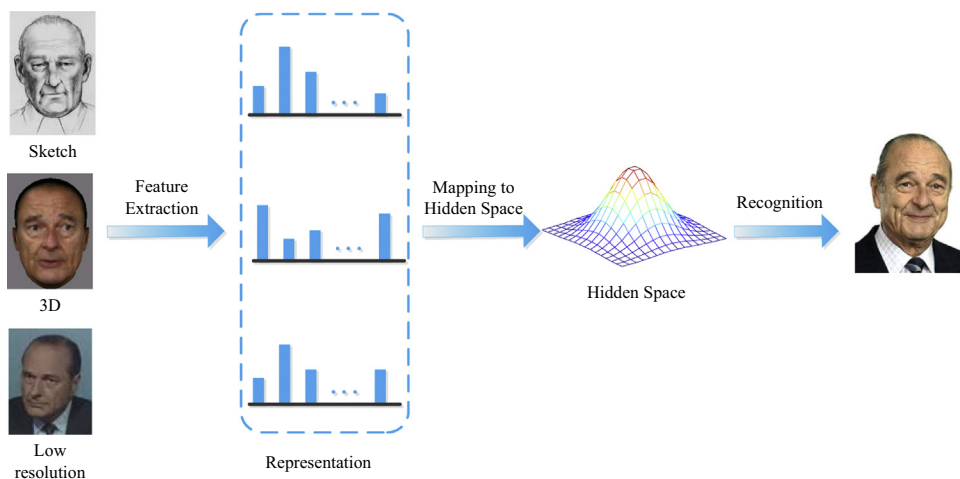 Sketch
3D
Low
resolution
Feature
Extraction
Representation
Mapping to
Hidden Space
Hidden Space
Recognition